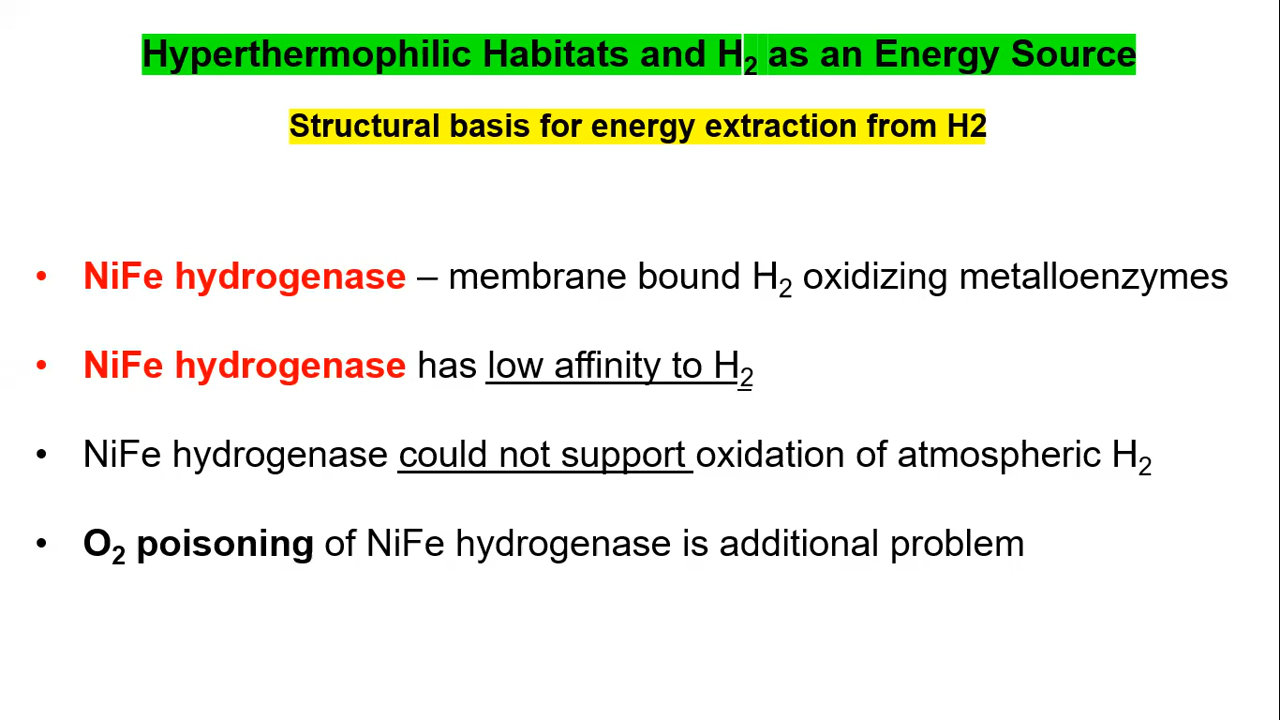 Hyperthermophilic Habitats and H₂ as an Energy Source
Structural basis for energy extraction from H2
• NiFe hydrogenase – membrane bound H₂ oxidizing metalloenzymes
• NiFe hydrogenase has low affinity to H₂
• NiFe hydrogenase could not support oxidation of atmospheric H₂
• O₂ poisoning of NiFe hydrogenase is additional problem